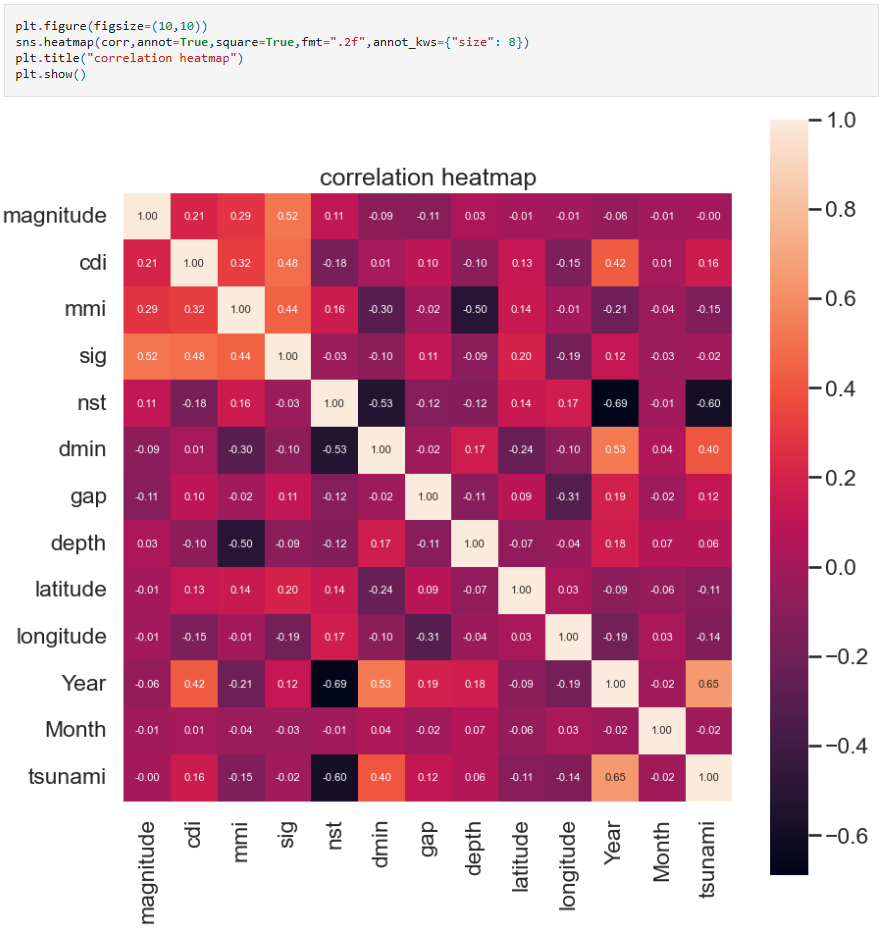 plt.figure(figsize=(10,10))
sns.heatmap(corr,annot=True,square=True,fmt=".2f",annot_kws={"size": 8})
plt.title("correlation heatmap")
plt.show()
correlation heatmap
magnitude 1.00 0.21 0.29 0.52 0.11 -0.09 -0.11 0.03 -0.01 -0.01 -0.06 -0.01 -0.00
cdi 0.21 1.00 0.32 0.48 -0.18 0.01 0.10 -0.10 0.13 -0.15 0.42 0.01 0.16
mmi 0.29 0.32 1.00 0.44 0.16 -0.30 -0.02 -0.50 0.14 -0.01 -0.21 -0.04 -0.15
sig 0.52 0.48 0.44 1.00 -0.03 -0.10 0.11 -0.09 0.20 -0.19 0.12 -0.03 -0.02
nst 0.11 -0.18 0.16 -0.03 1.00 -0.53 -0.12 -0.12 0.14 0.17 -0.69 -0.01 -0.60
dmin -0.09 0.01 -0.30 -0.10 -0.53 1.00 -0.02 0.17 -0.24 -0.10 0.53 0.04 0.40
gap -0.11 0.10 -0.02 0.11 -0.12 -0.02 1.00 -0.11 0.09 -0.31 0.19 -0.02 0.12
depth 0.03 -0.10 -0.50 -0.09 -0.12 0.17 -0.11 1.00 -0.07 -0.04 0.18 0.07 0.06
latitude -0.01 0.13 0.14 0.20 0.14 -0.24 0.09 -0.07 1.00 0.03 -0.09 -0.06 -0.11
longitude -0.01 -0.15 -0.01 -0.19 0.17 -0.10 -0.31 -0.04 0.03 1.00 -0.19 0.03 -0.14
Year -0.06 0.42 -0.21 0.12 -0.69 0.53 0.19 0.18 -0.09 -0.19 1.00 -0.02 0.65
Month -0.01 0.01 -0.04 -0.03 -0.01 0.04 -0.02 0.07 -0.06 0.03 -0.02 1.00 -0.02
tsunami -0.00 0.16 -0.15 -0.02 -0.60 0.40 0.12 0.06 -0.11 -0.14 0.65 -0.02 1.00
magnitude cdi mmi sig nst dmin gap depth latitude longitude Year Month tsunami
1.0
0.8
0.6
0.4
0.2
0.0
−0.2
−0.4
−0.6